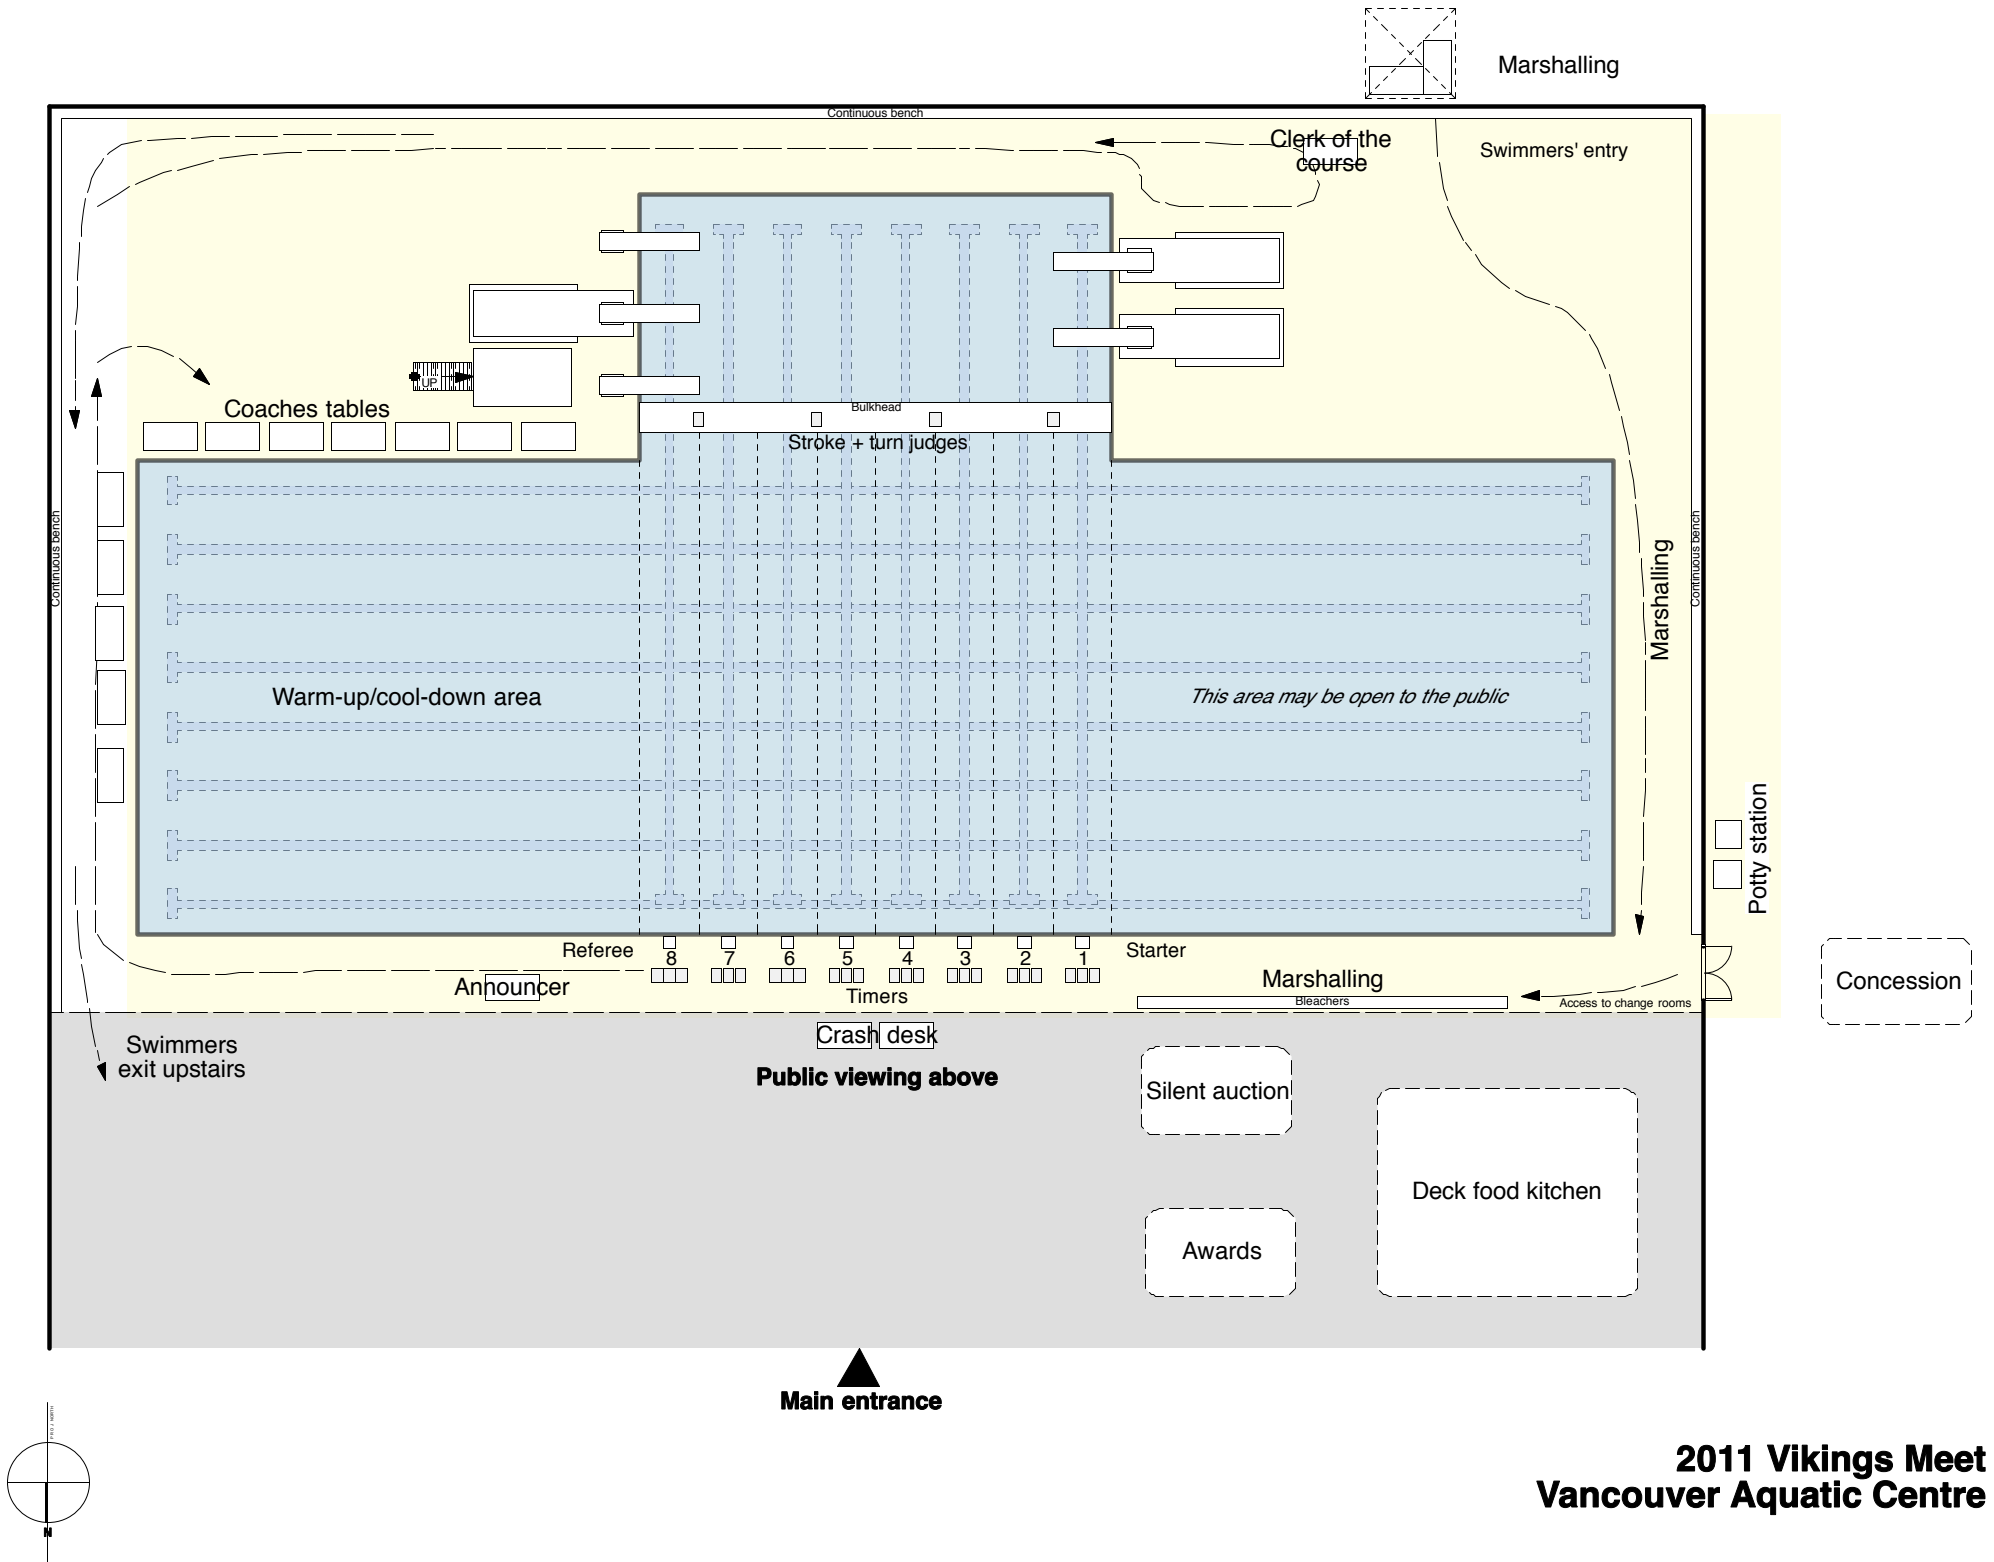 Marshalling
Continuous bench
Clerk of the
course
Swimmers' entry
UP
Coaches tables
Bulkhead
Stroke + turn judges
Continuous bench
Continuous bench
Marshalling
Warm-up/cool-down area
This area may be open to the public
Potty station
Referee
8 7 6 5 4 3 2 1
Starter
Announcer
Timers
Marshalling
Bleachers
Access to change rooms
Concession
Crash desk
Swimmers
exit upstairs
Public viewing above
Silent auction
Deck food kitchen
Awards
Main entrance
N
2011 Vikings Meet
Vancouver Aquatic Centre